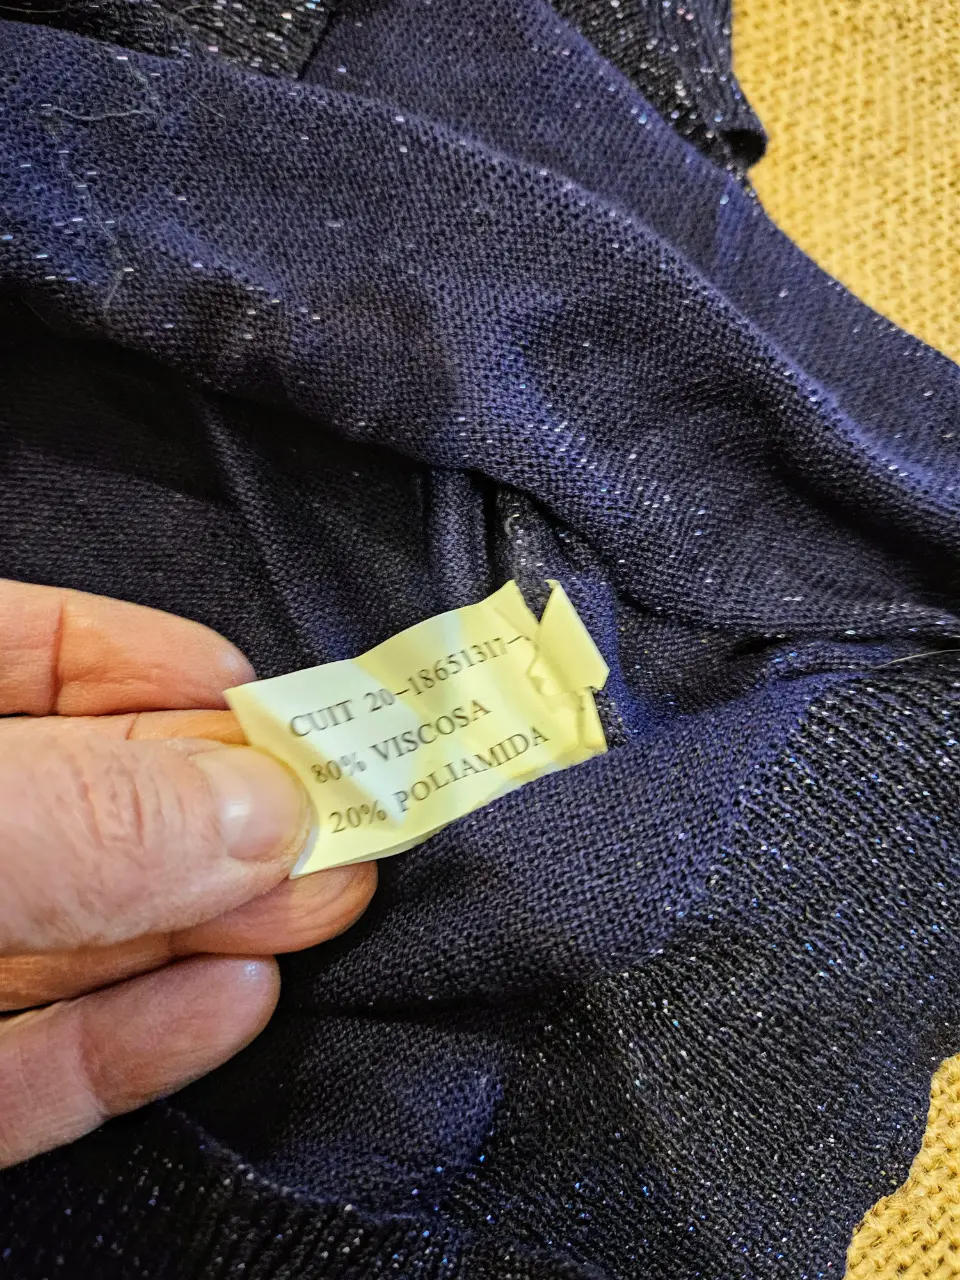 CUIT 20-18651317-
80% VISCOSA
20% POLIAMIDA